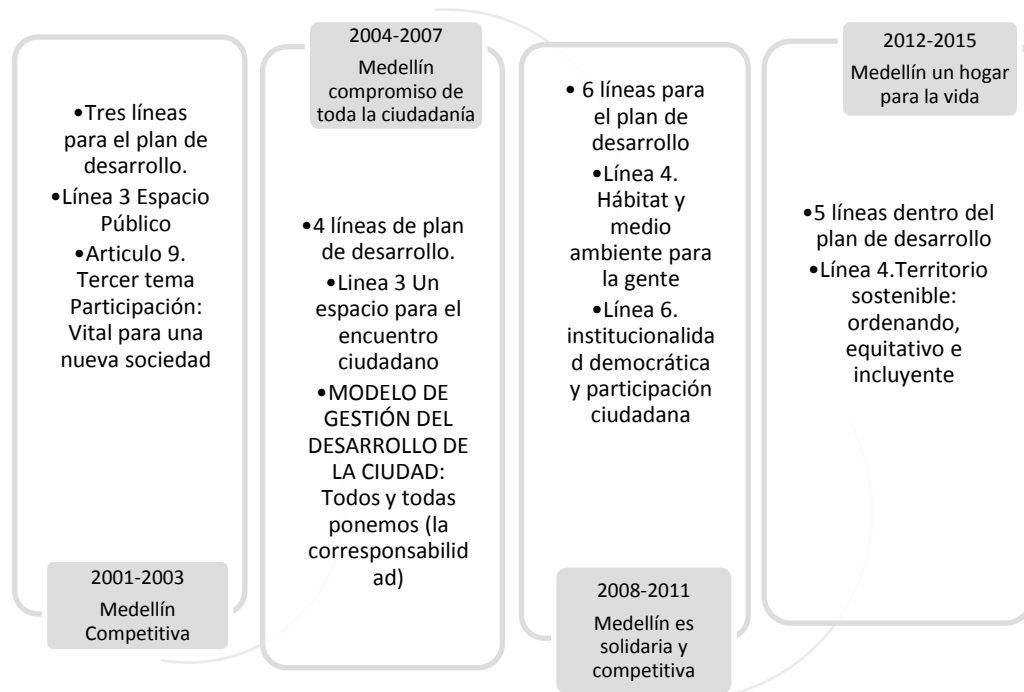 •Tres líneas
para el plan de
desarrollo.
•Línea 3 Espacio
Público
•Articulo 9.
Tercer tema
Participación:
Vital para una
nueva sociedad
2001-2003
Medellín
Competitiva
2004-2007
Medellín
compromiso de
toda la ciudadanía
•4 líneas de plan
de desarrollo.
•Linea 3 Un
espacio para el
encuentro
ciudadano
•MODELO DE
GESTIÓN DEL
DESARROLLO DE
LA CIUDAD:
Todos y todas
ponemos (la
corresponsabilid
ad)
• 6 líneas para
el plan de
desarrollo
•Línea 4.
Hábitat y
medio
ambiente para
la gente
•Línea 6.
institucionalida
d democrática
y participación
ciudadana
2008-2011
Medellín es
solidaria y
competitiva
2012-2015
Medellín un hogar
para la vida
•5 líneas dentro del
plan de desarrollo
•Línea 4.Territorio
sostenible:
ordenando,
equitativo e
incluyente